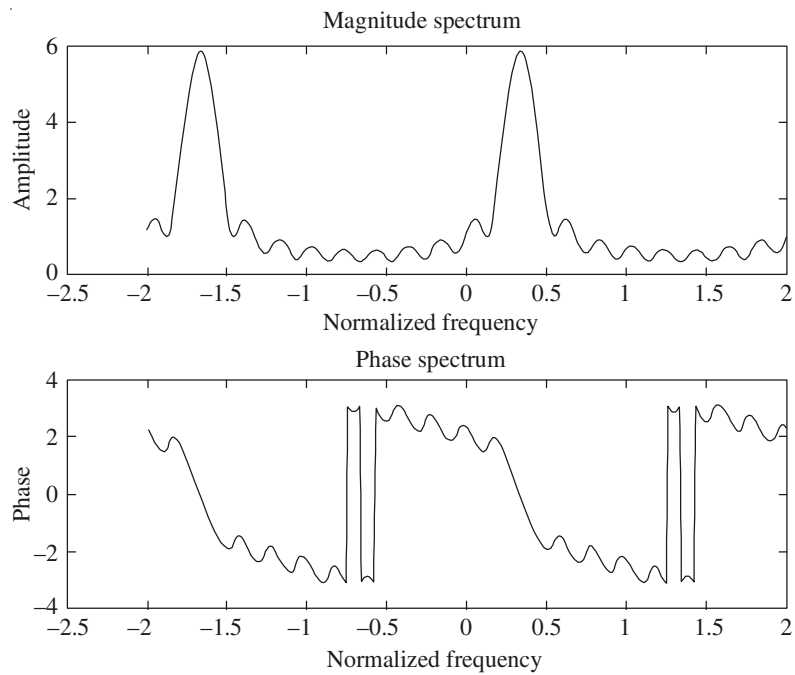 Magnitude spectrum
6
4
2
0
Amplitude
−2.5 −2 −1.5 −1 −0.5 0 0.5 1 1.5 2
Normalized frequency
Phase spectrum
4
2
0
−2
−4
Phase
−2.5 −2 −1.5 −1 −0.5 0 0.5 1 1.5 2
Normalized frequency